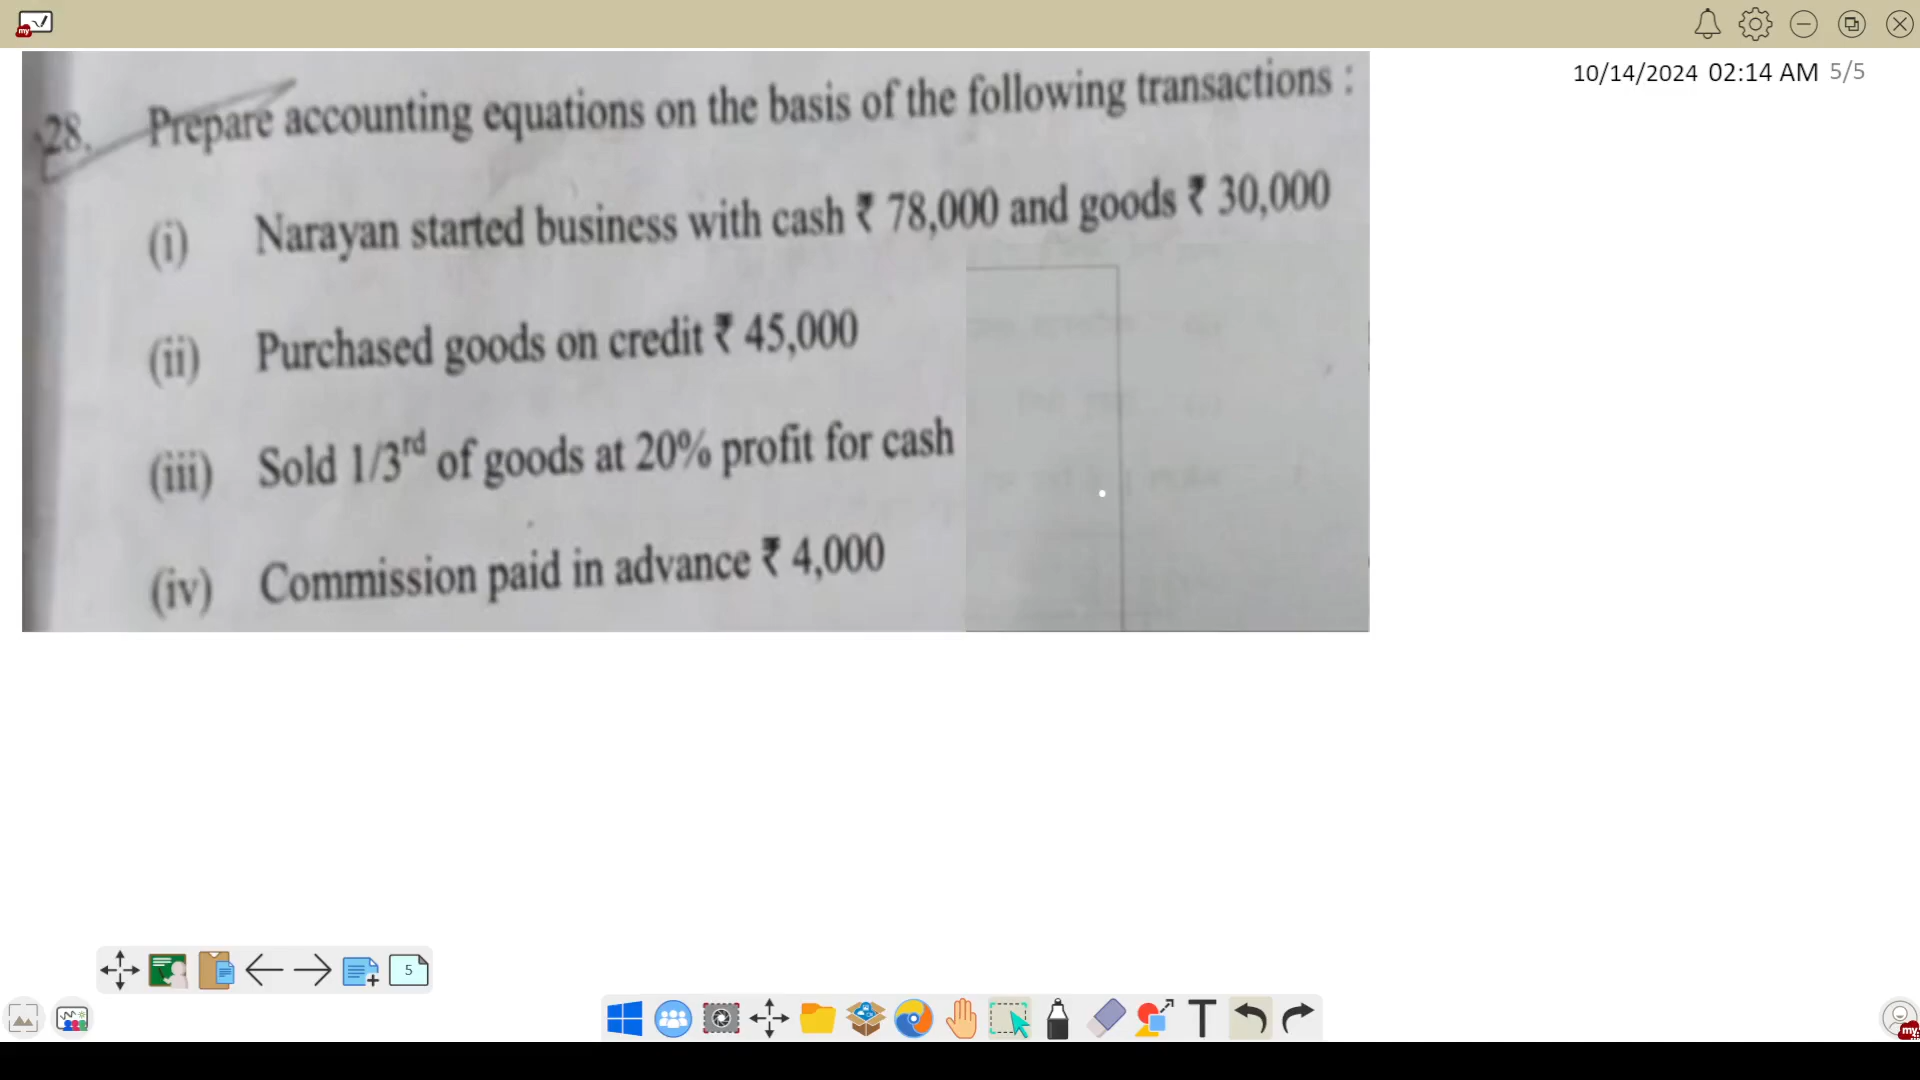 10/14/2024 02:14 AM 5/5
28. Prepare accounting equations on the basis of the following transactions :
(i) Narayan started business with cash ₹ 78,000 and goods ₹ 30,000
(ii) Purchased goods on credit ₹ 45,000
(iii) Sold 1/3rd of goods at 20% profit for cash
(iv) Commission paid in advance ₹ 4,000
5
my
my